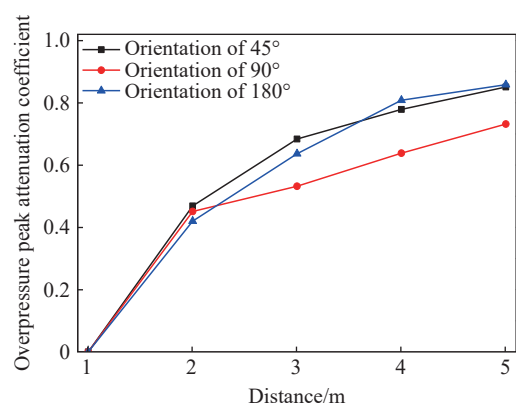 Overpressure peak attenuation coefficient
1.0
0.8
0.6
0.4
0.2
0
Orientation of 45°
Orientation of 90°
Orientation of 180°
1 2 3 4 5
Distance/m